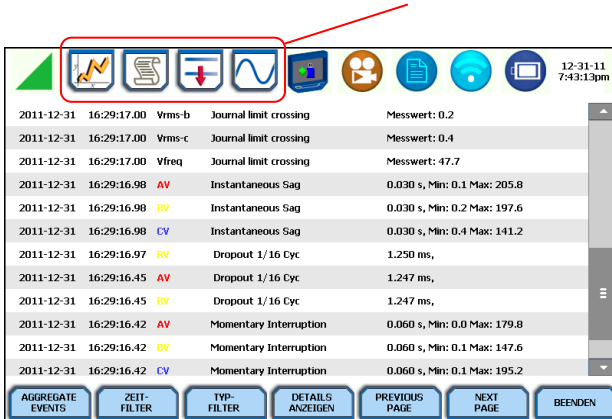 12-31-11
7:43:13pm
2011-12-31 16:29:17.00 Vrms-b Journal limit crossing Messwert: 0.2
2011-12-31 16:29:17.00 Vrms-c Journal limit crossing Messwert: 0.4
2011-12-31 16:29:17.00 Vfreq Journal limit crossing Messwert: 47.7
2011-12-31 16:29:16.98 AV Instantaneous Sag 0.030 s, Min: 0.1 Max: 205.8
2011-12-31 16:29:16.98 BV Instantaneous Sag 0.030 s, Min: 0.2 Max: 197.6
2011-12-31 16:29:16.98 CV Instantaneous Sag 0.030 s, Min: 0.4 Max: 141.2
2011-12-31 16:29:16.97 BV Dropout 1/16 Cyc 1.250 ms,
2011-12-31 16:29:16.45 AV Dropout 1/16 Cyc 1.247 ms,
2011-12-31 16:29:16.45 BV Dropout 1/16 Cyc 1.247 ms,
2011-12-31 16:29:16.42 AV Momentary Interruption 0.060 s, Min: 0.0 Max: 179.8
2011-12-31 16:29:16.42 BV Momentary Interruption 0.060 s, Min: 0.1 Max: 147.6
2011-12-31 16:29:16.42 CV Momentary Interruption 0.060 s, Min: 0.1 Max: 195.2
AGGREGATE EVENTS ZEIT-FILTER TYP-FILTER DETAILS ANZEIGEN PREVIOUS PAGE NEXT PAGE BEENDEN